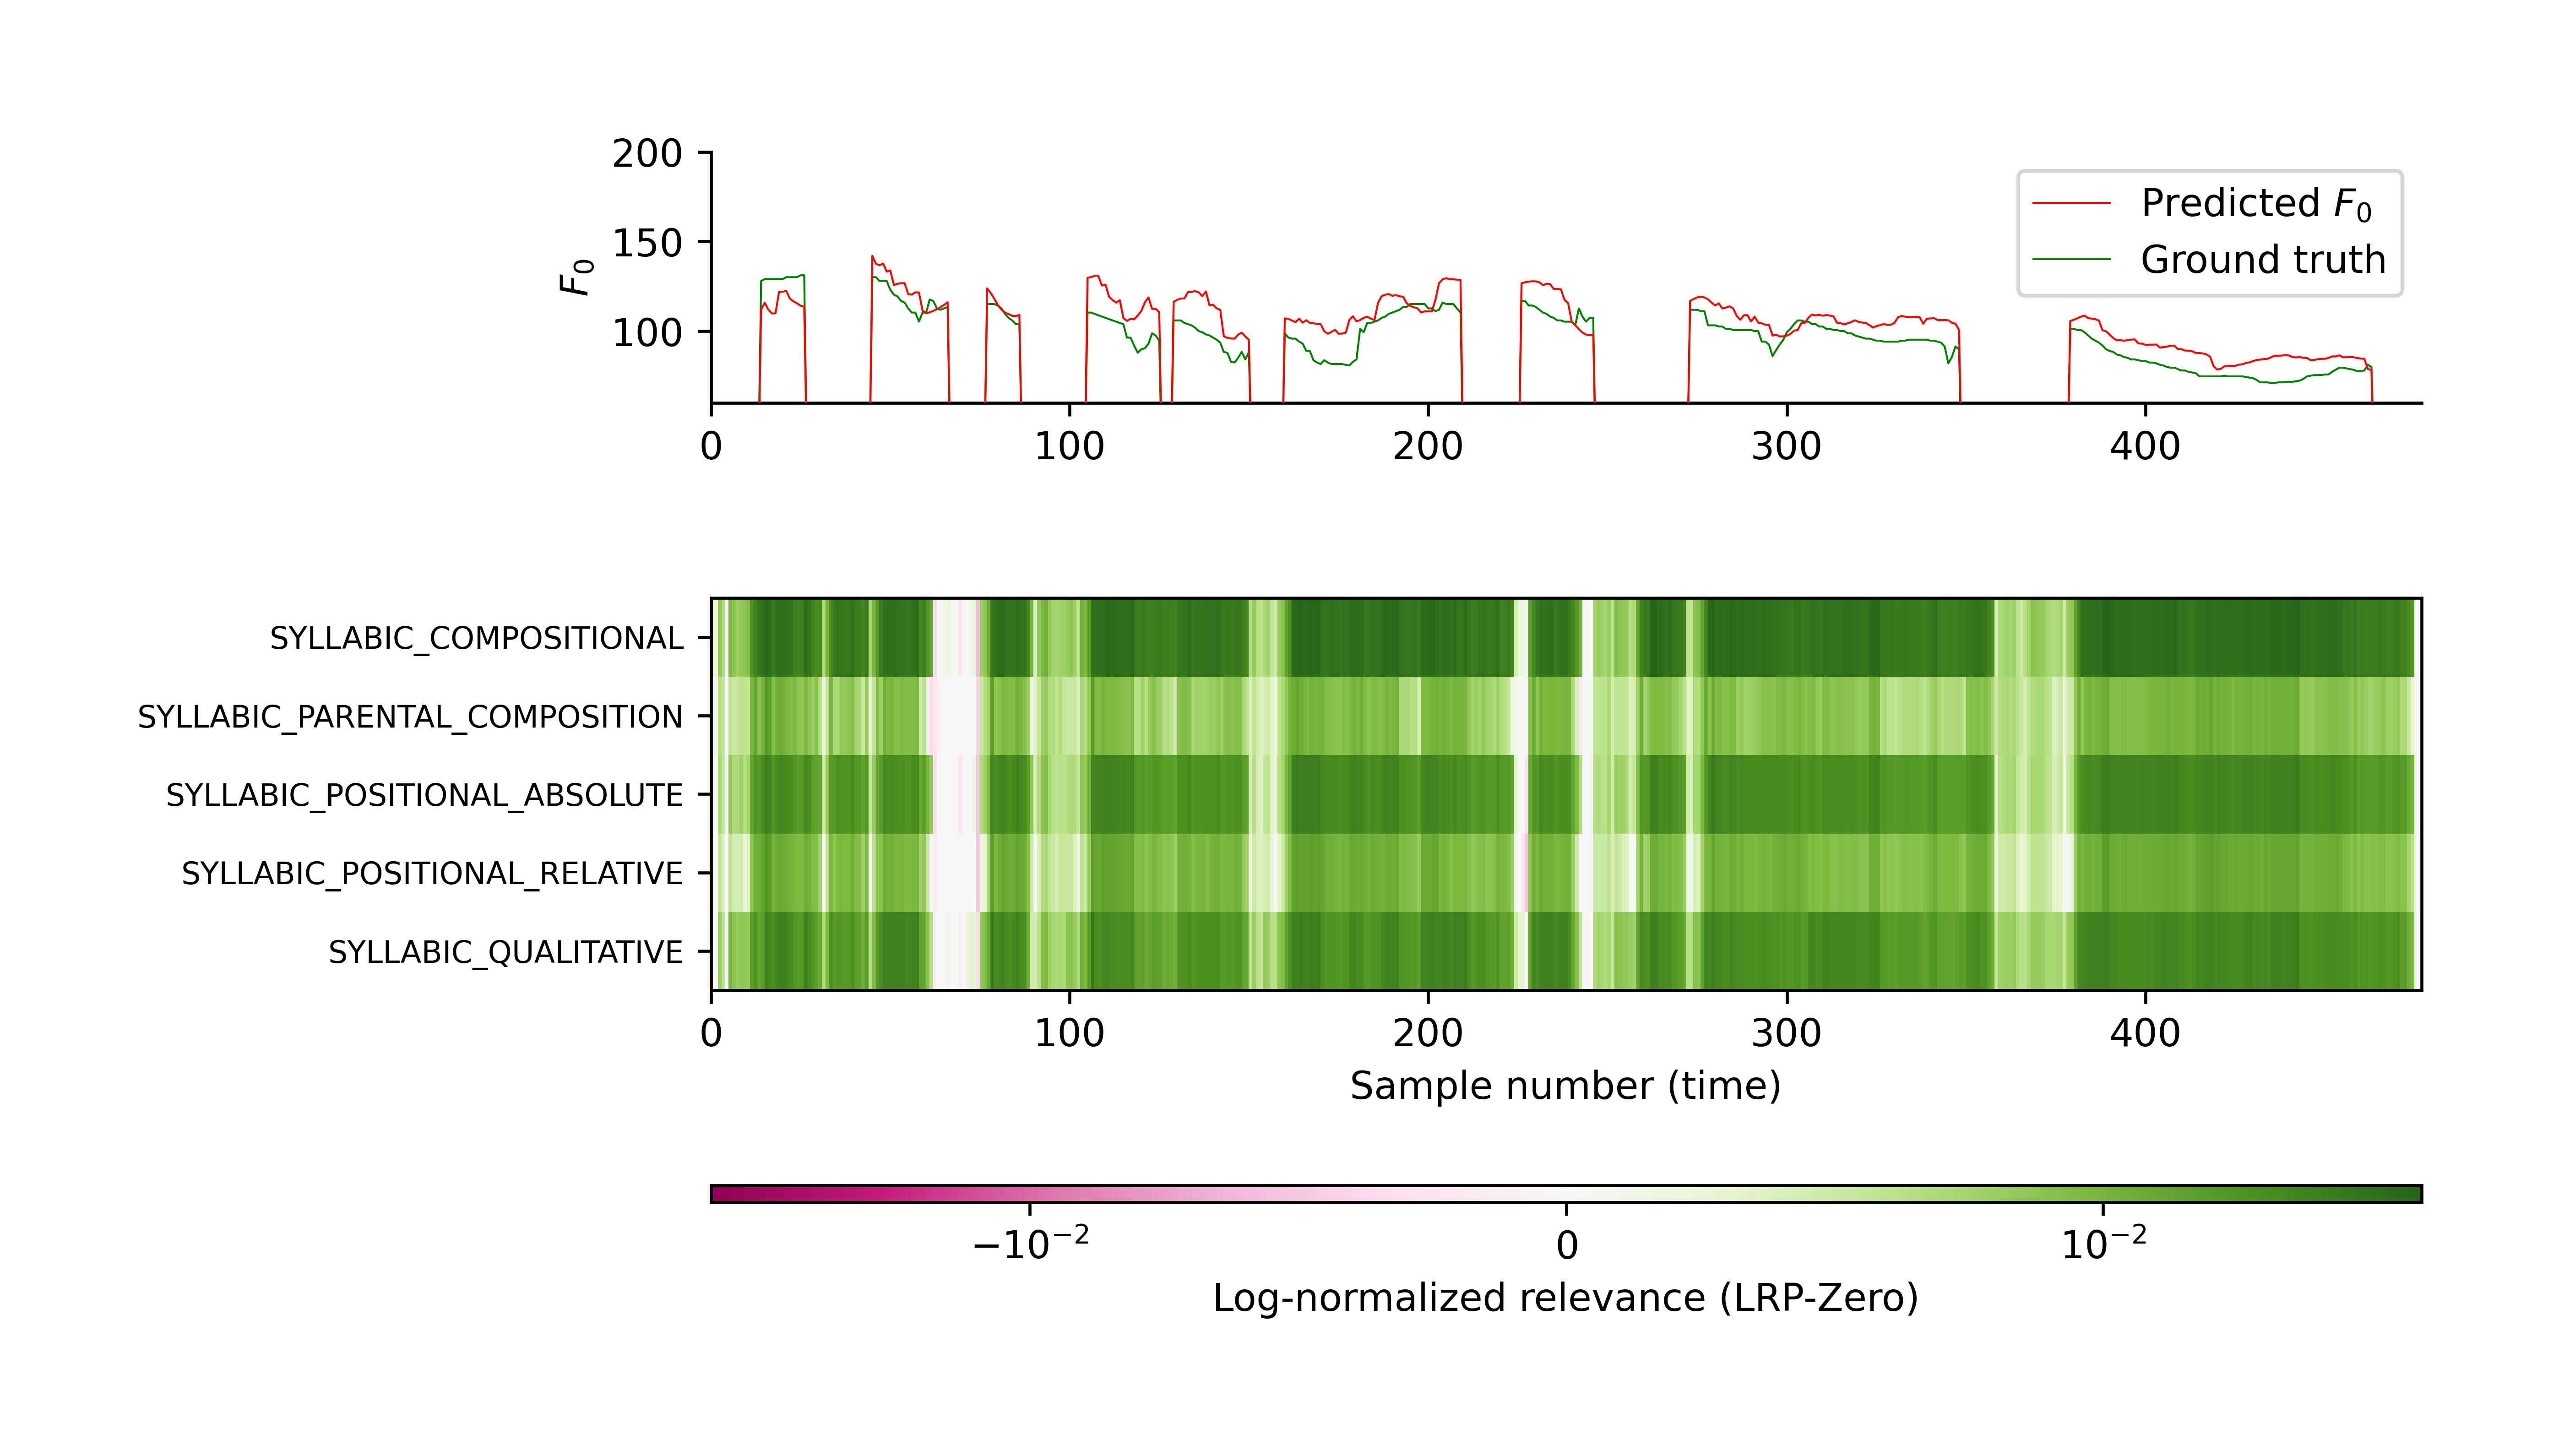 200
150
100
F₀
Predicted F₀
Ground truth
0 100 200 300 400
SYLLABIC_COMPOSITIONAL
SYLLABIC_PARENTAL_COMPOSITION
SYLLABIC_POSITIONAL_ABSOLUTE
SYLLABIC_POSITIONAL_RELATIVE
SYLLABIC_QUALITATIVE
0 100 200 300 400
Sample number (time)
−10⁻² 0 10⁻²
Log-normalized relevance (LRP-Zero)